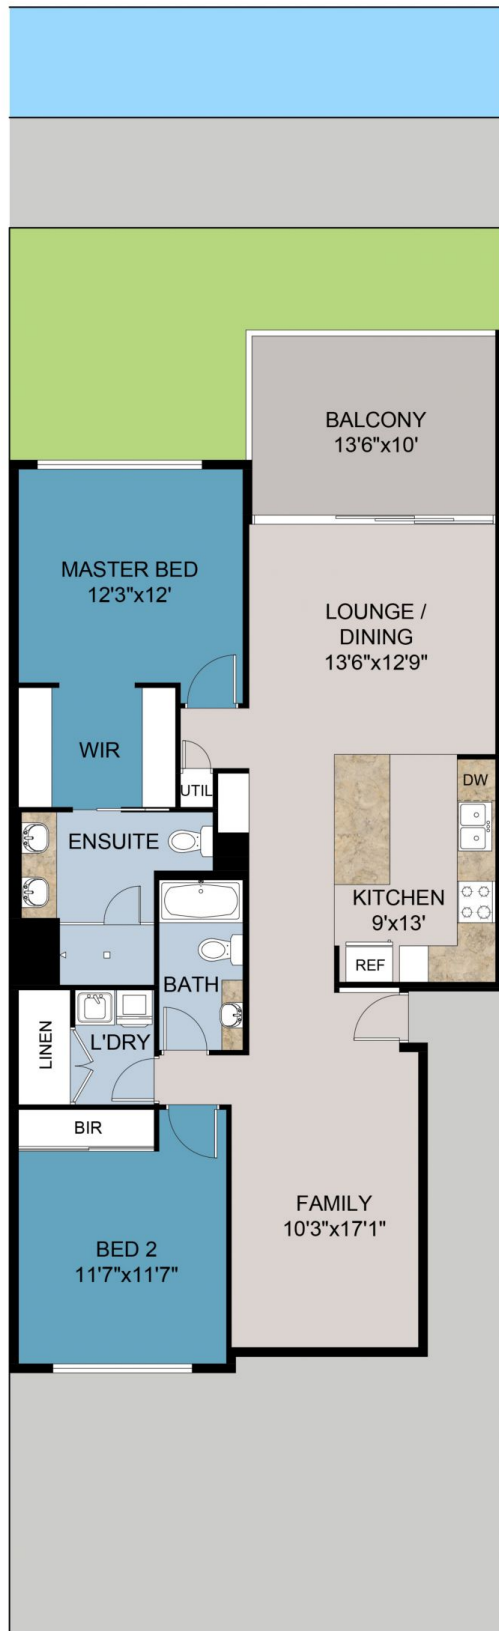 BALCONY
13'6"x10'
MASTER BED
12'3"x12'
LOUNGE /
DINING
13'6"x12'9"
WIR
UTIL
DW
ENSUITE
KITCHEN
9'x13'
REF
BATH
LINEN
L'DRY
BIR
FAMILY
10'3"x17'1"
BED 2
11'7"x11'7"